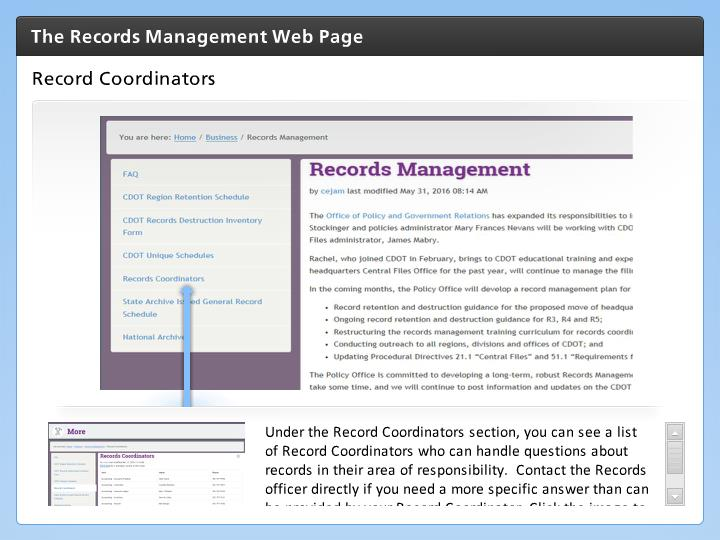 The Records Management Web Page
Record Coordinators
You are here: Home / Business / Records Management
FAQ
CDOT Region Retention Schedule
CDOT Records Destruction Inventory
Form
CDOT Unique Schedules
Records Coordinators
State Archive Issued General Record
Schedule
National Archive
Records Management
by cejam last modified May 31, 2016 08:14 AM
The Office of Policy and Government Relations has expanded its responsibilities to i
Stockinger and policies administrator Mary Frances Nevans will be working with CDO
Files administrator, James Mabry.
Rachel, who joined CDOT in February, brings to CDOT educational training and expe
headquarters Central Files Office for the past year, will continue to manage the filin
In the coming months, the Policy Office will develop a record management plan for
• Record retention and destruction guidance for the proposed move of headqua
• Ongoing record retention and destruction guidance for R3, R4 and R5;
• Restructuring the records management training curriculum for records coordin
• Conducting outreach to all regions, divisions and offices of CDOT; and
• Updating Procedural Directives 21.1 "Central Files" and 51.1 "Requirements f
The Policy Office is committed to developing a long-term, robust Records Manageme
take some time, and we will continue to post information and updates on the CDOT
More
Records Coordinators
Under the Record Coordinators section, you can see a list
of Record Coordinators who can handle questions about
records in their area of responsibility. Contact the Records
officer directly if you need a more specific answer than can
be provided by your Record Coordinator. Click the image to